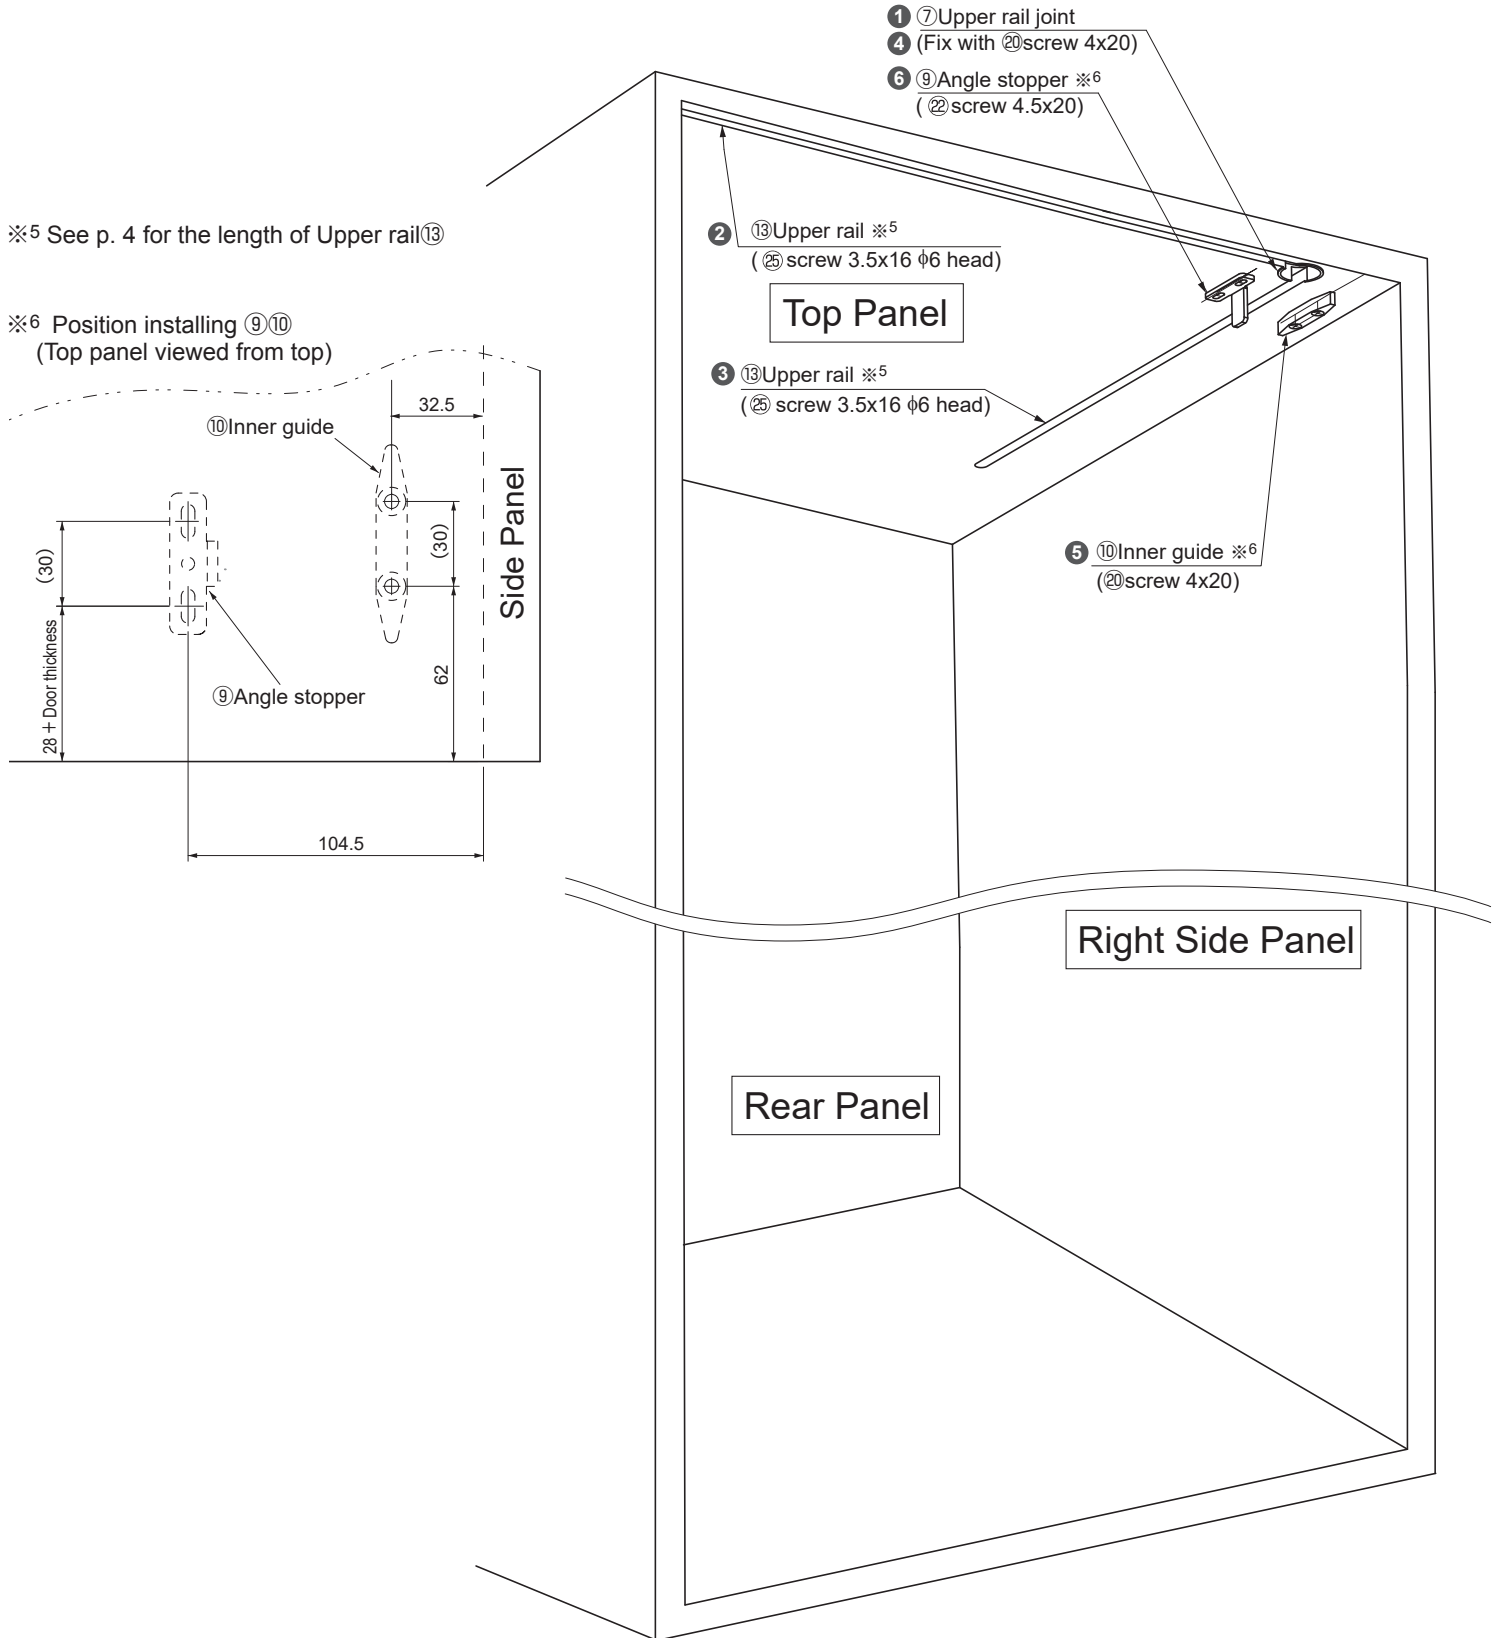 ❶ ⑦Upper rail joint
❹ (Fix with ⑳screw 4x20)
❻ ⑨Angle stopper ※6
( ㉒screw 4.5x20)
※5 See p. 4 for the length of Upper rail⑬
❷ ⑬Upper rail ※5
( ㉕ screw 3.5x16 ϕ6 head)
Top Panel
※6 Position installing ⑨⑩
(Top panel viewed from top)
❸ ⑬Upper rail ※5
(㉕ screw 3.5x16 ϕ6 head)
32.5
⑩Inner guide
Side Panel
(30)
(30)
❺ ⑩Inner guide ※6
(⑳screw 4x20)
28 + Door thickness
62
⑨Angle stopper
104.5
Right Side Panel
Rear Panel